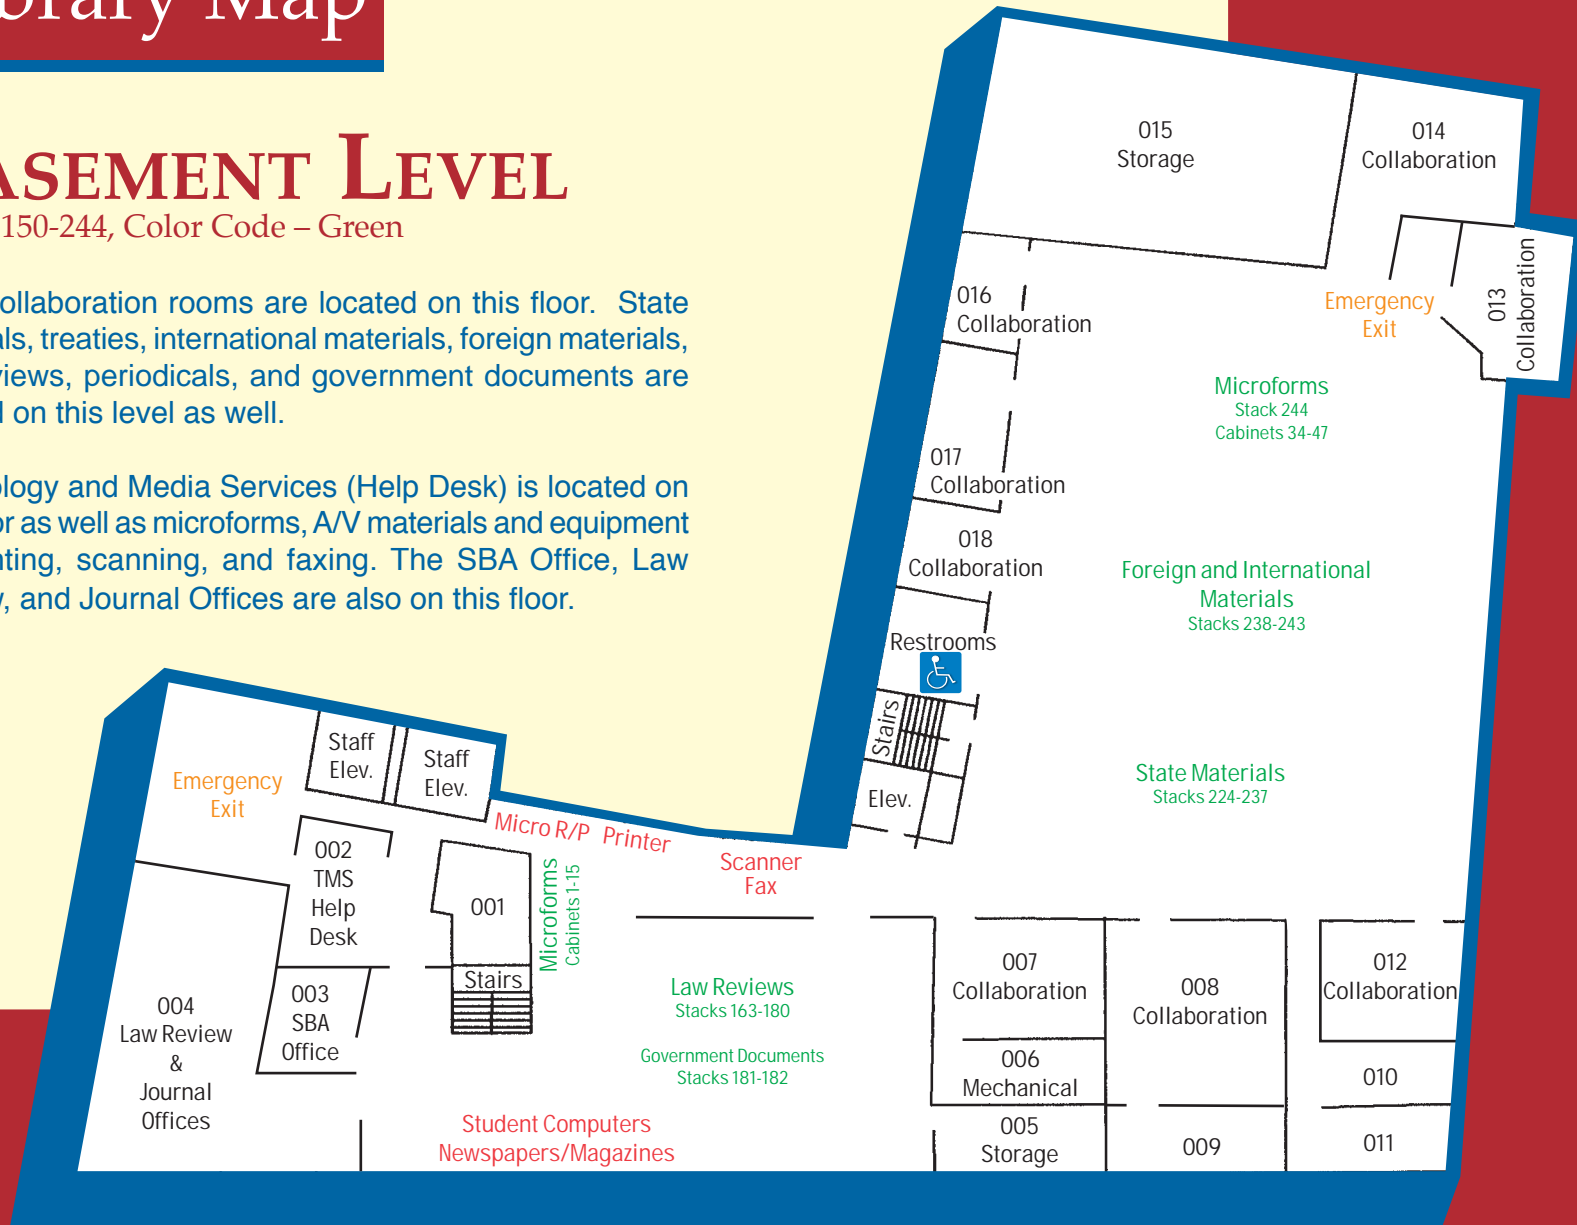 Map
LEVEL
150-244, Color Code – Green
ollaboration rooms are located on this floor. State
als, treaties, international materials, foreign materials,
views, periodicals, and government documents are
on this level as well.
ology and Media Services (Help Desk) is located on
or as well as microforms, A/V materials and equipment
nting, scanning, and faxing. The SBA Office, Law
and Journal Offices are also on this floor.
015
Storage
014
Collaboration
013
Collaboration
Emergency
Exit
016
Collaboration
Microforms
Stack 244
Cabinets 34-47
017
Collaboration
018
Collaboration
Foreign and International
Materials
Stacks 238-243
Restrooms
Stairs
Elev.
State Materials
Stacks 224-237
Emergency
Exit
Staff
Elev.
Staff
Elev.
Micro R/P Printer
Scanner
Fax
002
TMS
Help
Desk
001
Microforms
Cabinets 1-15
Stairs
003
SBA
Office
004
Law Review
&
Journal
Offices
Law Reviews
Stacks 163-180
Government Documents
Stacks 181-182
Student Computers
Newspapers/Magazines
007
Collaboration
006
Mechanical
005
Storage
008
Collaboration
009
012
Collaboration
010
011